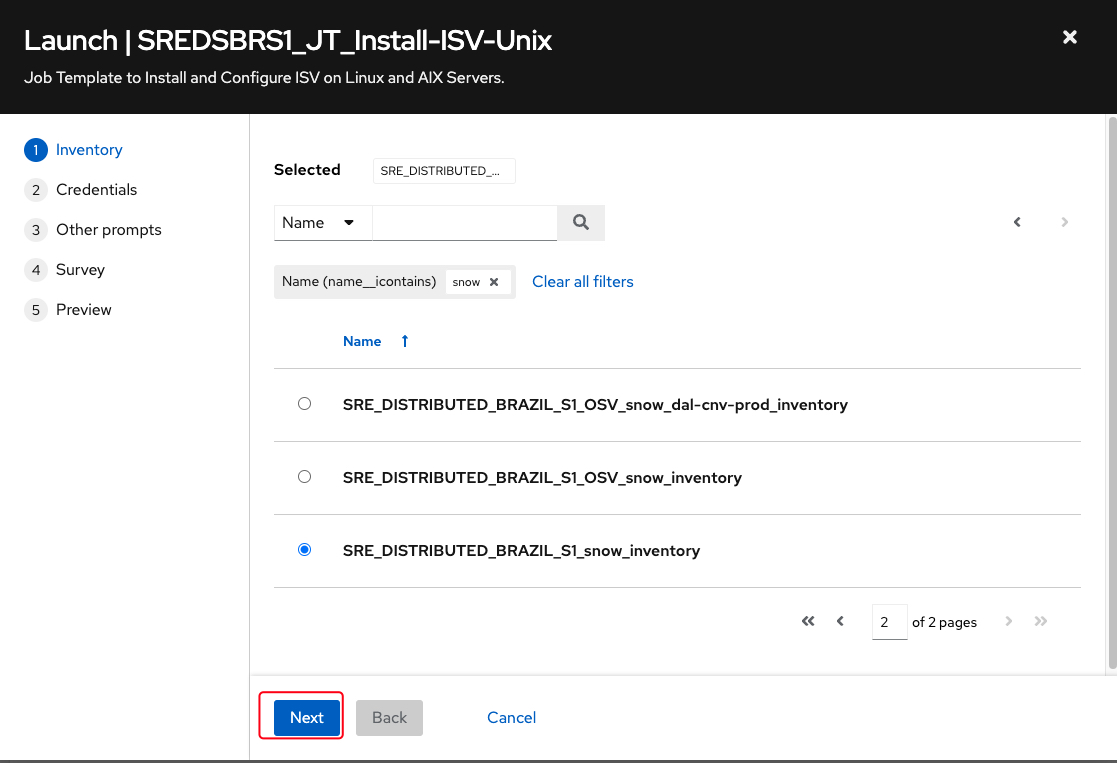 Launch | SREDSBRS1_JT_Install-ISV-Unix
Job Template to Install and Configure ISV on Linux and AIX Servers.
1 Inventory
2 Credentials
3 Other prompts
4 Survey
5 Preview
Selected SRE_DISTRIBUTED_...
Name
Name (name__icontains) snow Clear all filters
Name
SRE_DISTRIBUTED_BRAZIL_S1_OSV_snow_dal-cnv-prod_inventory
SRE_DISTRIBUTED_BRAZIL_S1_OSV_snow_inventory
SRE_DISTRIBUTED_BRAZIL_S1_snow_inventory
2 of 2 pages
Next Back Cancel